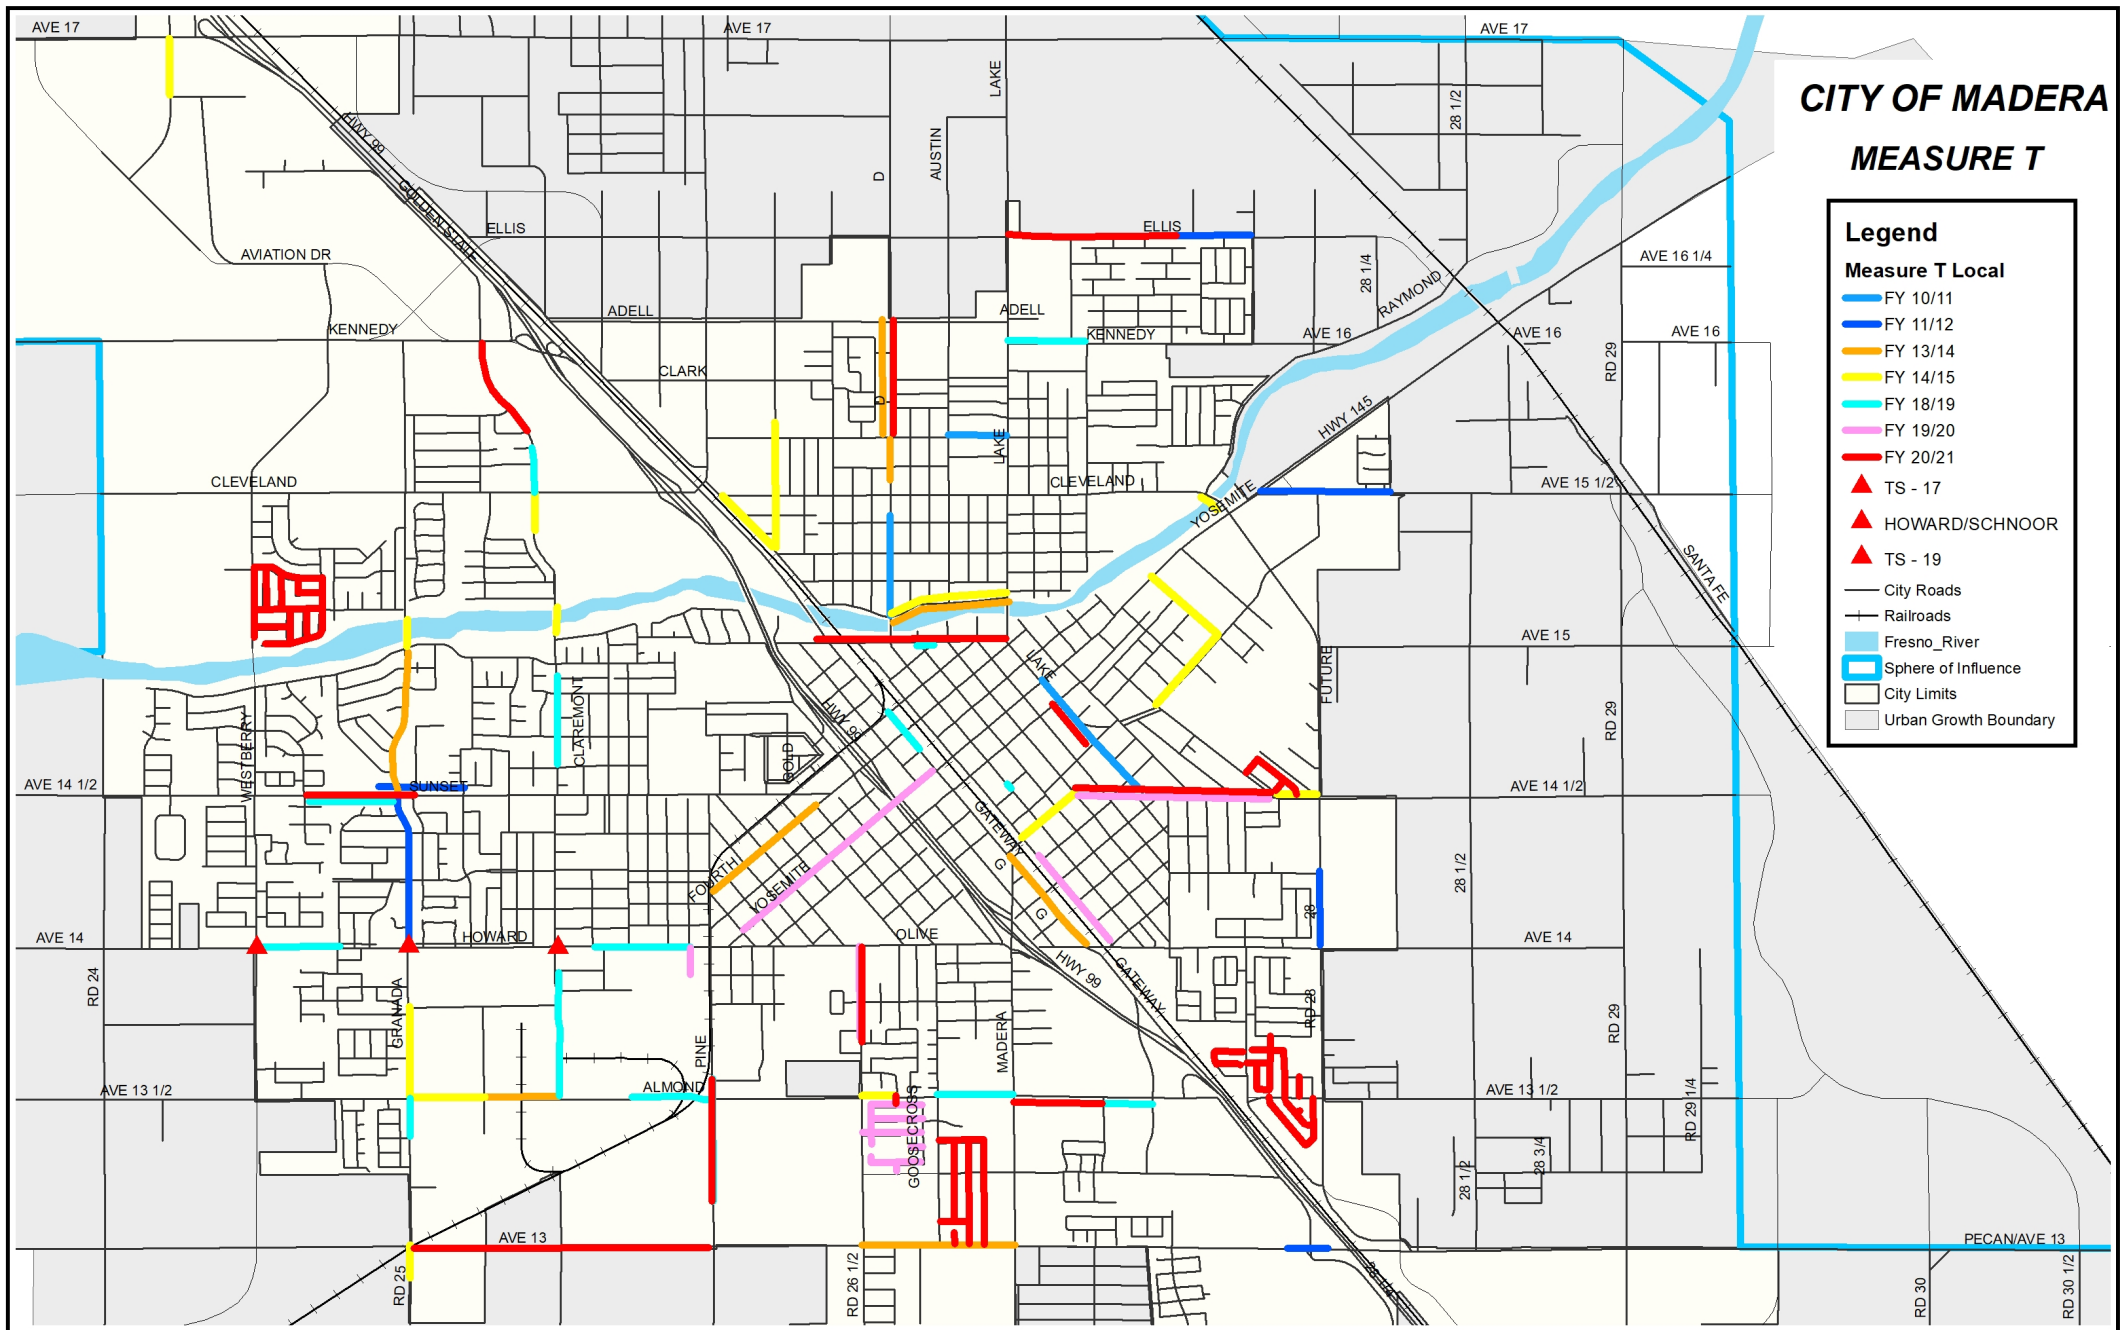 AVE 17
AVE 17
AVE 17
CITY OF MADERA
MEASURE T
LAKE
28 1/2
HWY 99
AUSTIN
D
GOLDEN STATE
ELLIS
ELLIS
AVIATION DR
AVE 16 1/4
28 1/4
RAYMOND
ADELL
ADELL
KENNEDY
KENNEDY
AVE 16
AVE 16
AVE 16
CLARK
RD 29
D
HWY 145
LAKE
CLEVELAND
CLEVELAND
AVE 15 1/2
YOSEMITE
SANTA FE
AVE 15
LAKE
FUTURE
CLAREMONT
WESTBERRY
HWY 99
GOLD
RD 29
AVE 14 1/2
SUNSET
AVE 14 1/2
GATEWAY
G
FOURTH
YOSEMITE
28 1/2
G
28
AVE 14
HOWARD
OLIVE
AVE 14
RD 24
HWY 99
GATEWAY
GRANADA
RD 28
RD 29
PINE
MADERA
AVE 13 1/2
ALMOND
AVE 13 1/2
GOOSECROSS
RD 29 1/4
28 3/4
28 1/2
AVE 13
PECAN/AVE 13
RD 25
RD 26 1/2
28 1/4
RD 30
RD 30 1/2
Legend
Measure T Local
FY 10/11
FY 11/12
FY 13/14
FY 14/15
FY 18/19
FY 19/20
FY 20/21
TS - 17
HOWARD/SCHNOOR
TS - 19
City Roads
Railroads
Fresno_River
Sphere of Influence
City Limits
Urban Growth Boundary